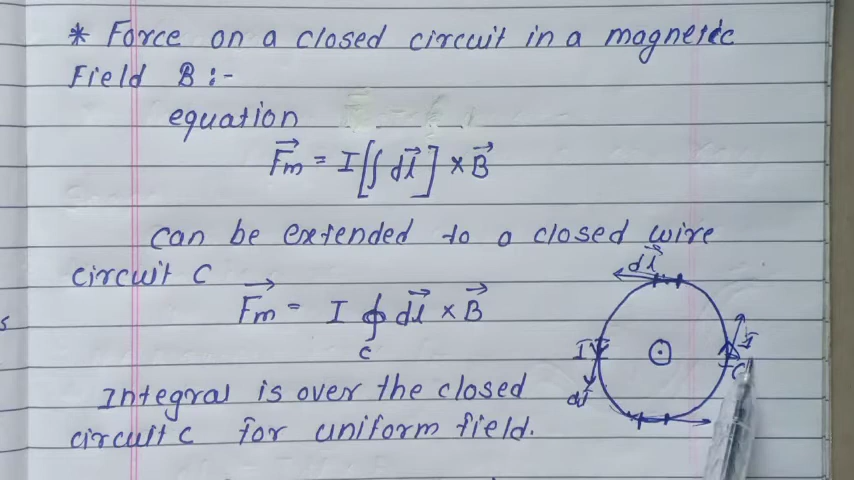 * Force on a closed circuit in a magnetic
Field B :-
equation
F⃗m = I[∫ dl⃗ ] × B⃗
can be extended to a closed wire
circuit C
F⃗m = I ∮C dl⃗ × B⃗
Integral is over the closed
circuit C for uniform field.
dl⃗
I
dl
I
C
s